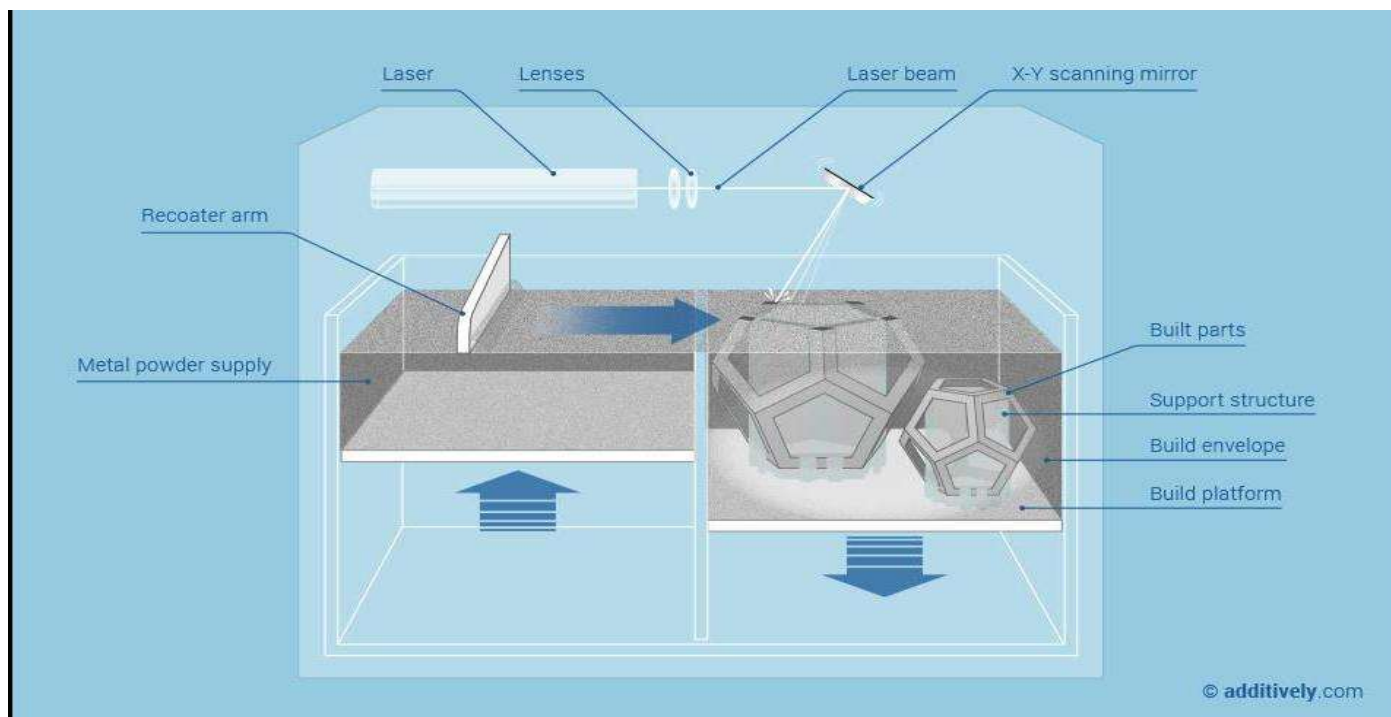 Laser
Lenses
Laser beam
X-Y scanning mirror
Recoater arm
Metal powder supply
Built parts
Support structure
Build envelope
Build platform
© additively.com